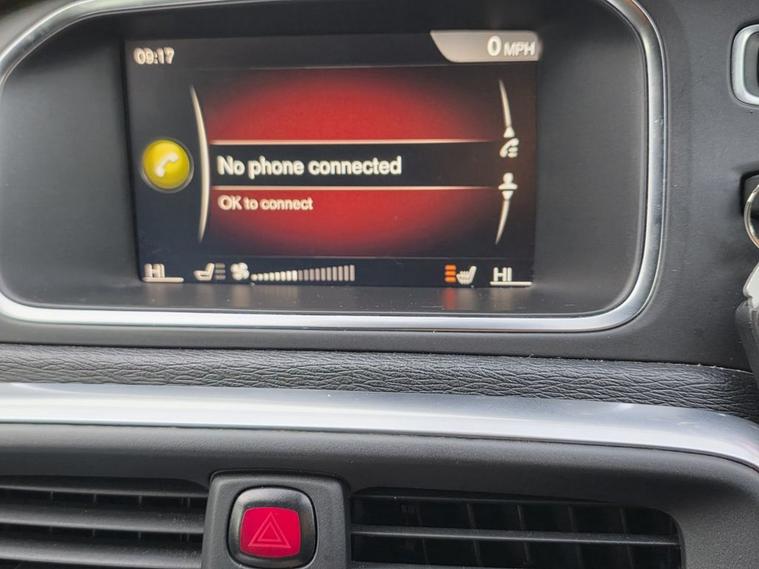 09:17
0 MPH
No phone connected
OK to connect
HI HI